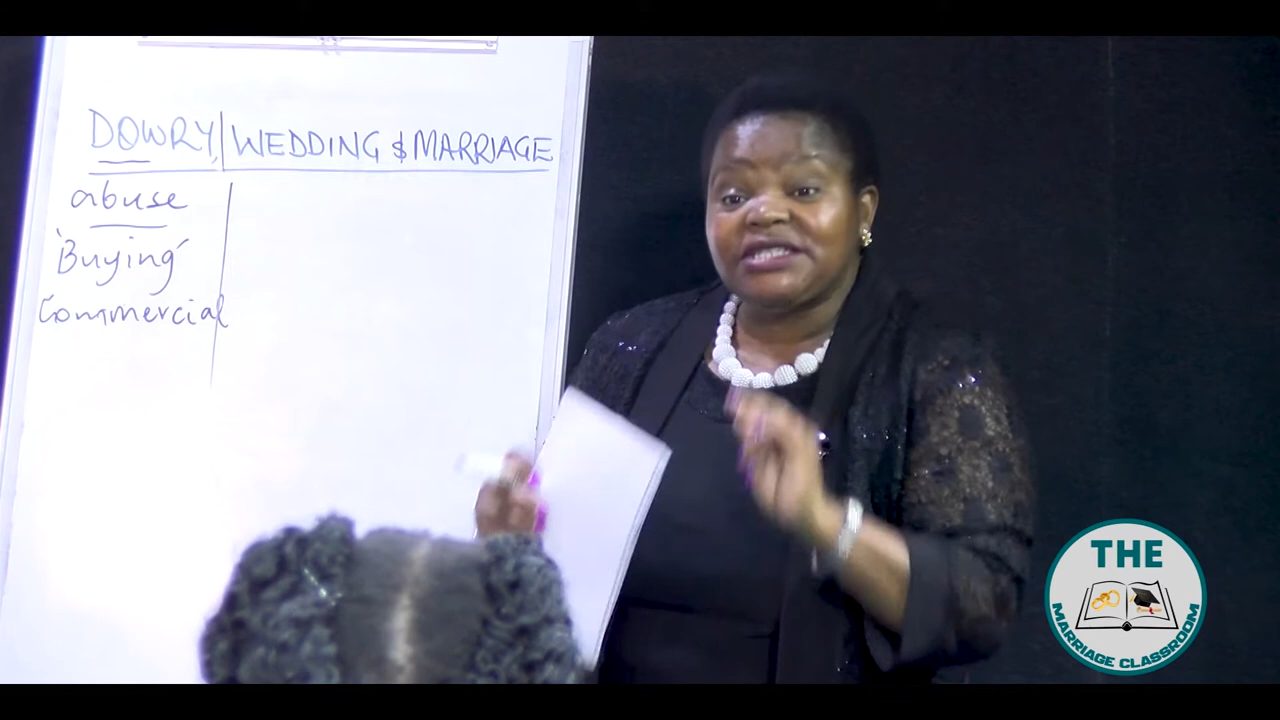 DOWRY, WEDDING & MARRIAGE
abuse
'Buying'
Commercial
THE
MARRIAGE CLASSROOM